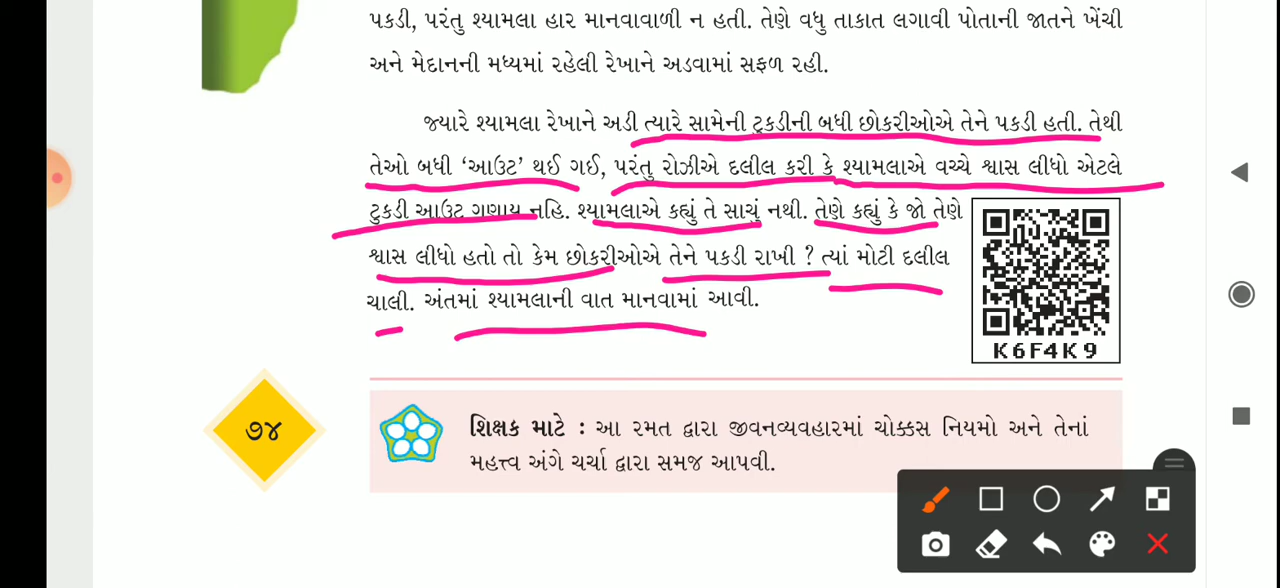 પકડી, પરંતુ શ્યામલા હાર માનવાવાળી ન હતી. તેણે વધુ તાકાત લગાવી પોતાની જાતને ખેંચી
અને મેદાનની મધ્યમાં રહેલી રેખાને અડવામાં સફળ રહી.
જ્યારે શ્યામલા રેખાને અડી ત્યારે સામેની ટુકડીની બધી છોકરીઓએ તેને પકડી હતી. તેથી
તેઓ બધી ‘આઉટ’ થઈ ગઈ, પરંતુ રોઝીએ દલીલ કરી કે શ્યામલાએ વચ્ચે શ્વાસ લીધો એટલે
ટુકડી આઉટ ગણાય નહિ. શ્યામલાએ કહ્યું તે સાચું નથી. તેણે કહ્યું કે જો તેણે
શ્વાસ લીધો હતો તો કેમ છોકરીઓએ તેને પકડી રાખી ? ત્યાં મોટી દલીલ
ચાલી. અંતમાં શ્યામલાની વાત માનવામાં આવી.
K6F4K9
૭૪
શિક્ષક માટે : આ રમત દ્વારા જીવનવ્યવહારમાં ચોક્કસ નિયમો અને તેનાં
મહત્ત્વ અંગે ચર્ચા દ્વારા સમજ આપવી.